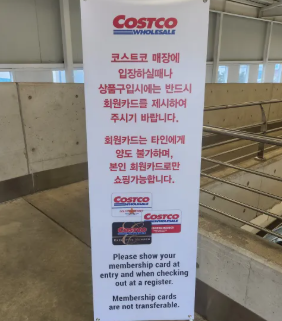 COSTCO
WHOLESALE
코스트코 매장에
입장하실때나
상품구입시에는 반드시
회원카드를 제시하여
주시기 바랍니다.
회원카드는 타인에게
양도 불가하며,
본인 회원카드로만
쇼핑가능합니다.
COSTCO
COSTCO
COSTCO
Please show your
membership card at
entry and when checking
out at a register.
Membership cards
are not transferable.